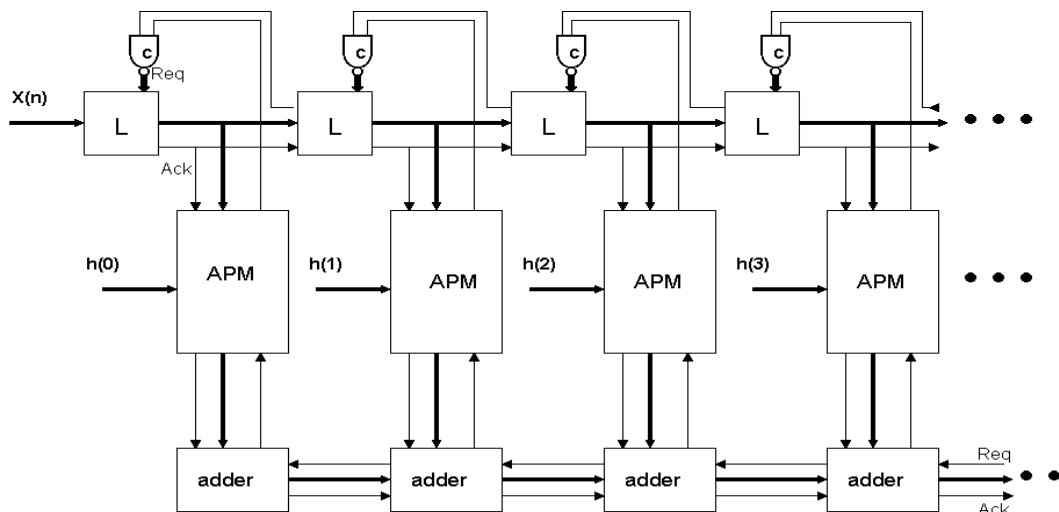 c c c c
Req
X(n)
L L L L
Ack
h(0) APM h(1) APM h(2) APM h(3) APM
Req
adder adder adder adder
Ack